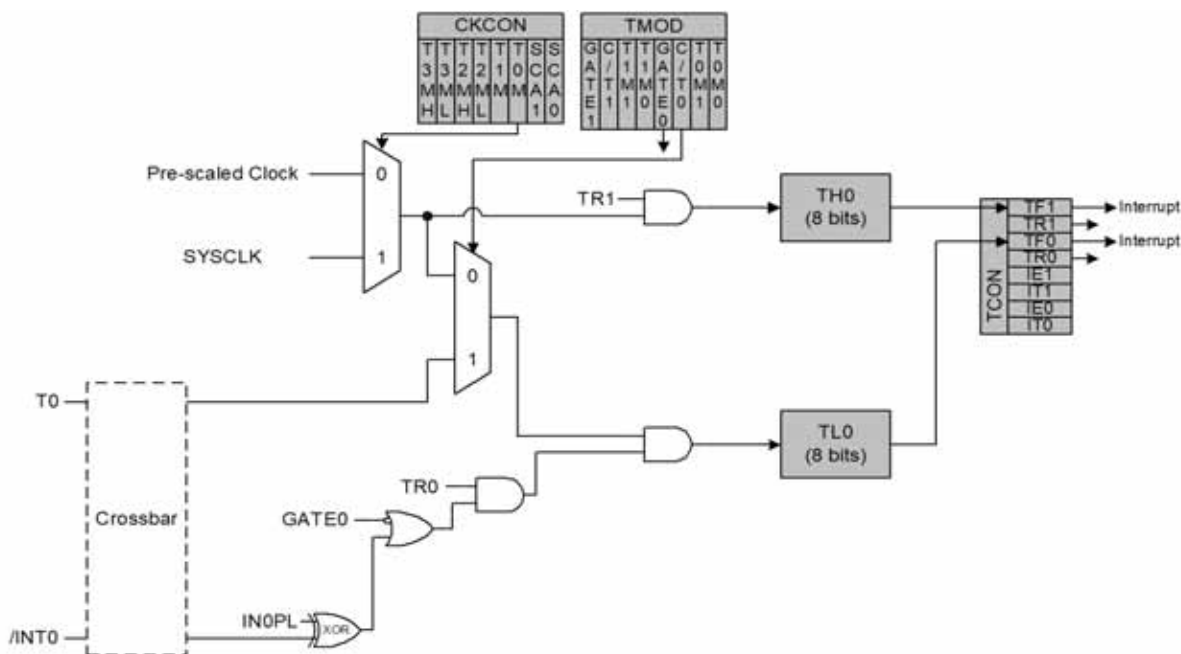 CKCON
T3MH
T3ML
T2MH
T2ML
T1M
T0M
SCA1
SCA0
TMOD
GATE1
C/T1
T1M1
T1M0
GATE0
C/T0
T0M1
T0M0
Pre-scaled Clock
0
SYSCLK
1
TR1
TH0
(8 bits)
TCON
TF1
TR1
TF0
TR0
IE1
IT1
IE0
IT0
Interrupt
Interrupt
0
1
T0
Crossbar
/INT0
TL0
(8 bits)
TR0
GATE0
IN0PL
XOR